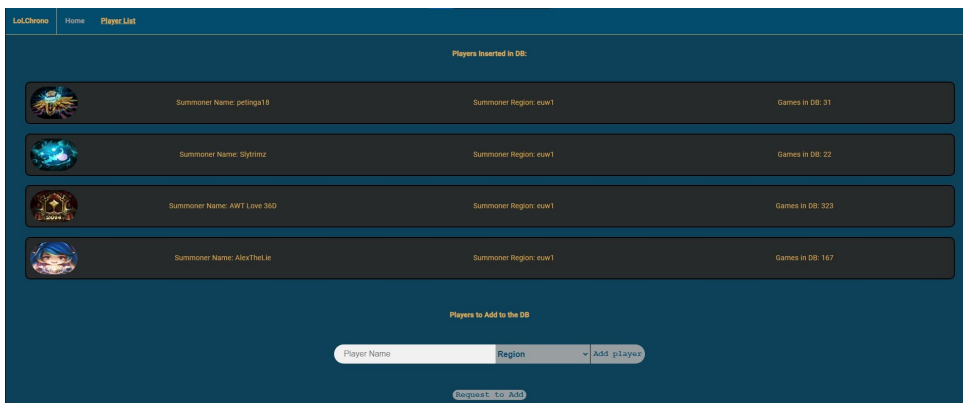 LoLChrono Home Player List
Players Inserted in DB:
Summoner Name: petinga18 Summoner Region: euw1 Games in DB: 31
Summoner Name: Slytrimz Summoner Region: euw1 Games in DB: 22
2014
Summoner Name: AWT Love 36D Summoner Region: euw1 Games in DB: 323
Summoner Name: AlexTheLie Summoner Region: euw1 Games in DB: 167
Players to Add to the DB
Player Name Region Add player
Request to Add